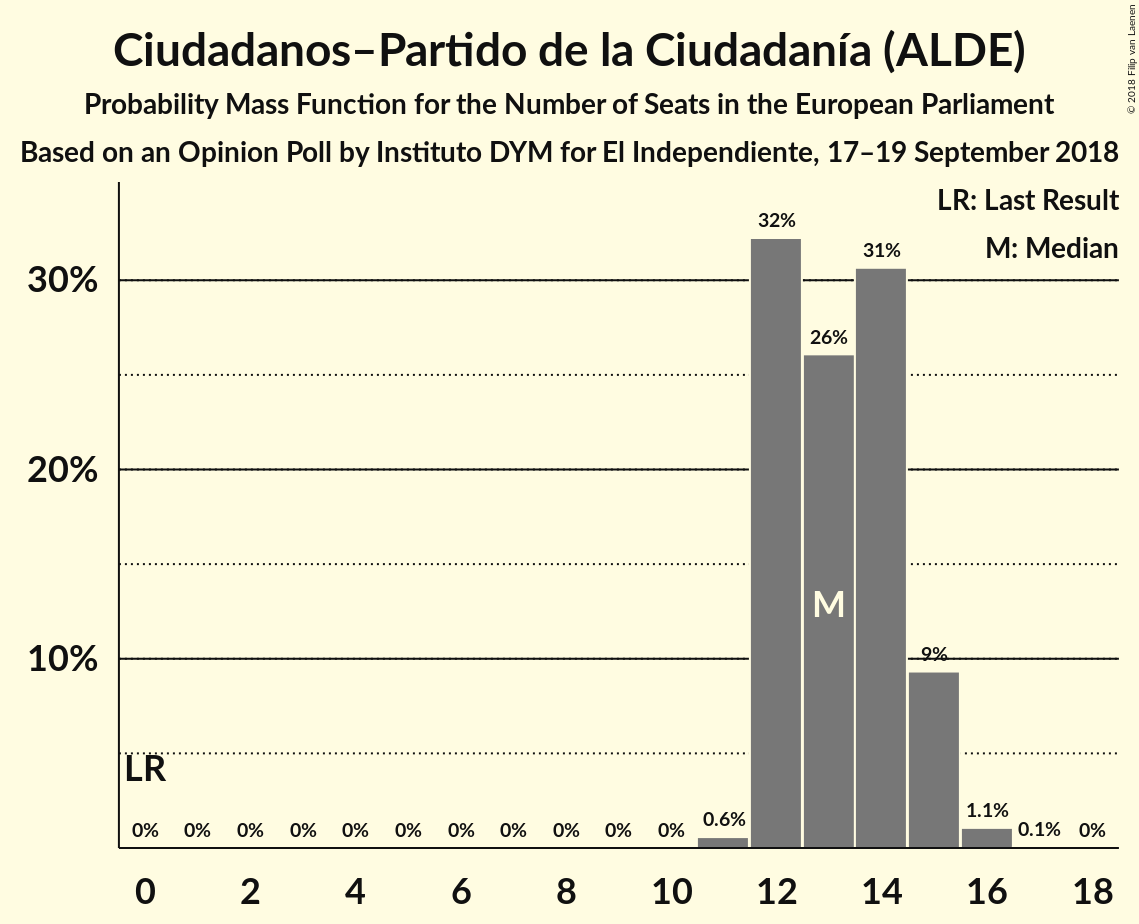 Ciudadanos–Partido de la Ciudadanía (ALDE)
Probability Mass Function for the Number of Seats in the European Parliament
Based on an Opinion Poll by Instituto DYM for El Independiente, 17–19 September 2018
© 2018 Filip van Laenen
LR: Last Result
M: Median
30%
20%
10%
32%
26%
31%
9%
M
LR
0% 0% 0% 0% 0% 0% 0% 0% 0% 0% 0% 0.6% 1.1% 0.1% 0%
0 2 4 6 8 10 12 14 16 18